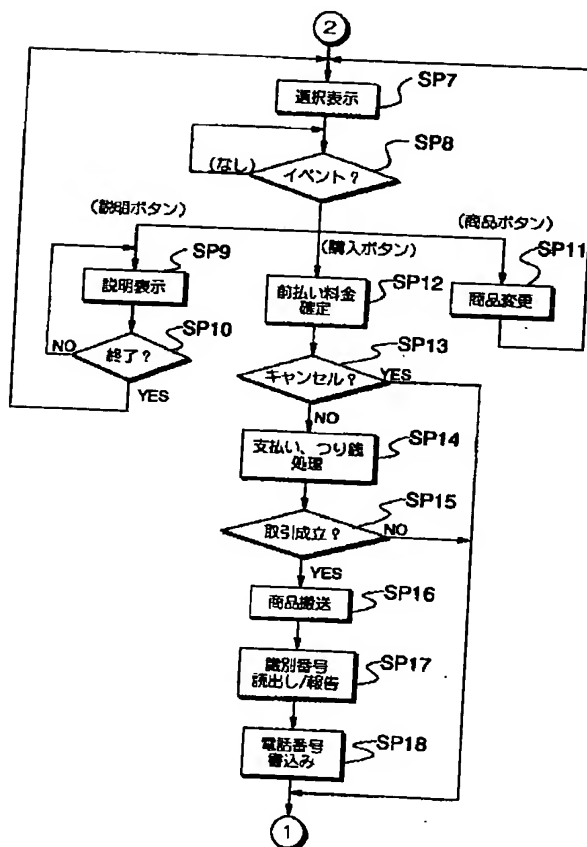 ②
選択表示
SP7
イベント?
SP8
(なし)
(説明ボタン)
(購入ボタン)
(商品ボタン)
説明表示
SP9
終了?
SP10
NO
YES
前払い料金
確定
SP12
商品変更
SP11
キャンセル?
SP13
YES
NO
支払い、つり銭
処理
SP14
取引成立?
SP15
NO
YES
商品搬送
SP16
識別番号
読出し/報告
SP17
電話番号
書込み
SP18
①